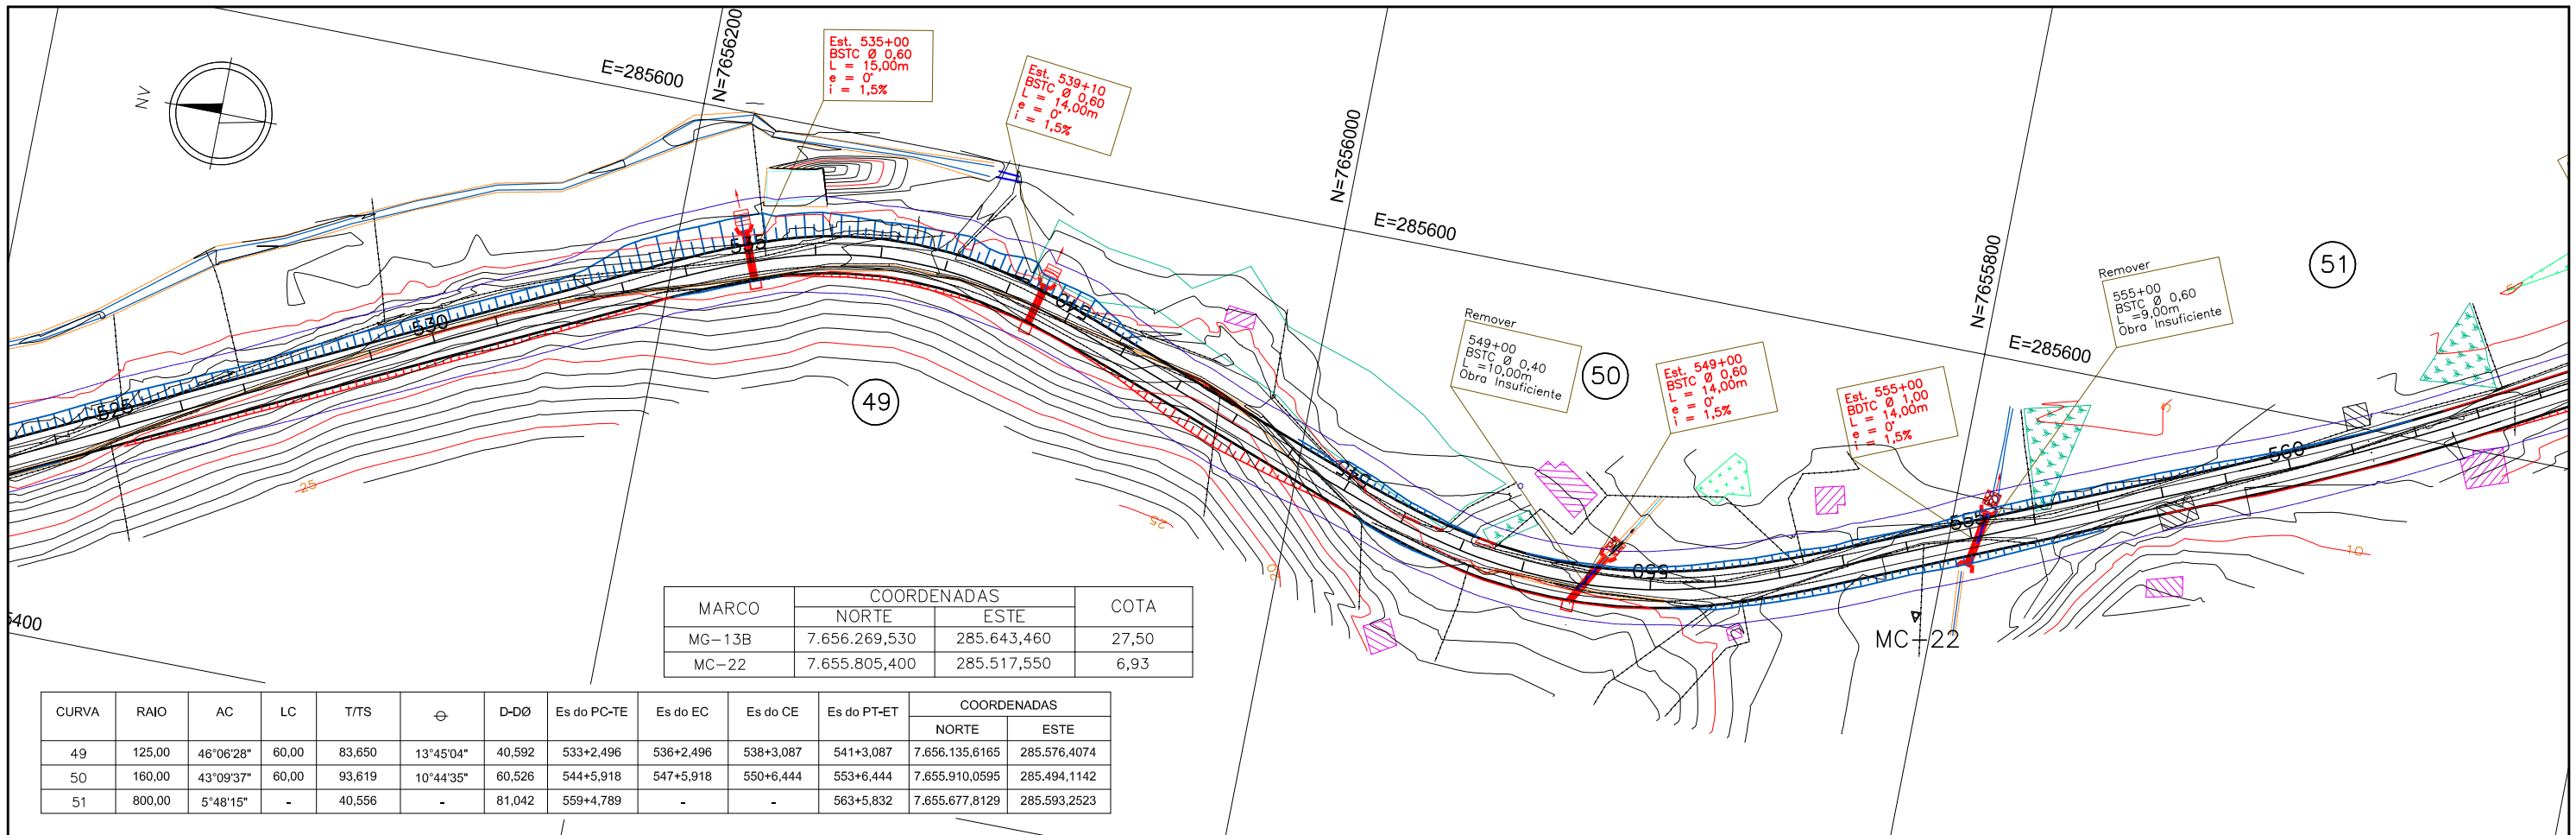 NV
E=285600
N=7656200
Est. 535+00
BSTC Ø 0,60
L = 15,00m
e = 0°
i = 1,5%
Est. 539+10
BSTC Ø 0,60
L = 14,00m
e = 0°
i = 1,5%
N=7656000
E=285600
N=7655800
E=285600
Remover
549+00
BSTC Ø 0,40
L =10,00m
Obra Insuficiente
50
Est. 549+00
BSTC Ø 0,60
L = 14,00m
e = 0°
i = 1,5%
Est. 555+00
BDTC Ø 1,00
L = 14,00m
e = 0°
i = 1,5%
Remover
555+00
BSTC Ø 0,60
L =9,00m
Obra Insuficiente
51
49
525
530
535
540
545
550
555
560
25
25
20
10
5
5
MC-22
MARCO
COORDENADAS
COTA
NORTE ESTE
MG-13B 7.656.269,530 285.643,460 27,50
MC-22 7.655.805,400 285.517,550 6,93
CURVA RAIO AC LC T/TS D-DØ Es do PC-TE Es do EC Es do CE Es do PT-ET COORDENADAS
NORTE ESTE
49 125,00 46°06'28" 60,00 83,650 13°45'04" 40,592 533+2,496 536+2,496 538+3,087 541+3,087 7.656.135,6165 285.576,4074
50 160,00 43°09'37" 60,00 93,619 10°44'35" 60,526 544+5,918 547+5,918 550+6,444 553+6,444 7.655.910,0595 285.494,1142
51 800,00 5°48'15" - 40,556 - 81,042 559+4,789 - - 563+5,832 7.655.677,8129 285.593,2523